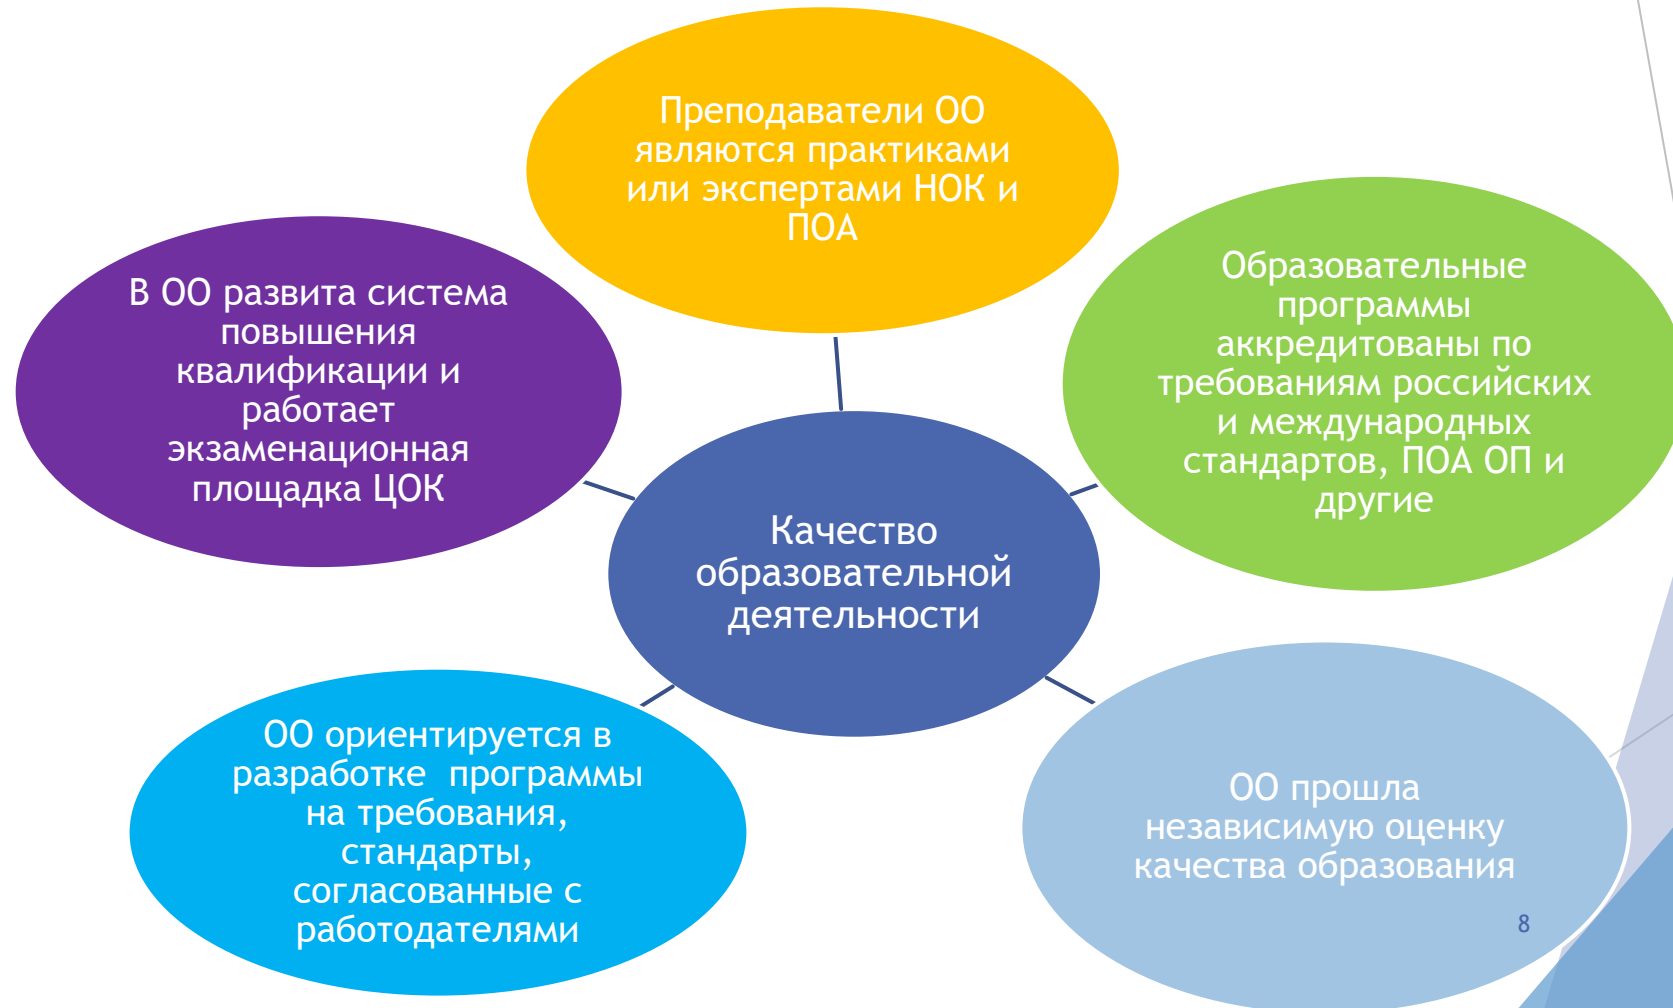 Преподаватели ОО
являются практиками
или экспертами НОК и
ПОА
Образовательные
программы
аккредитованы по
требованиям российских
и международных
стандартов, ПОА ОП и
другие
В ОО развита система
повышения
квалификации и
работает
экзаменационная
площадка ЦОК
Качество
образовательной
деятельности
ОО ориентируется в
разработке  программы
на требования,
стандарты,
согласованные с
работодателями
ОО прошла
независимую оценку
качества образования
8